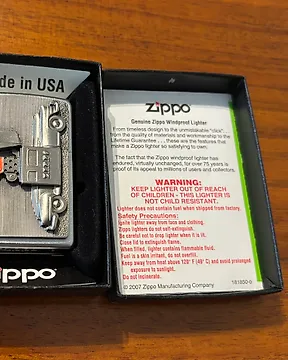 de in USA
zippo
Genuine Zippo Windproof Lighter
From timeless design to the unmistakable "click",
from the quality of materials and workmanship to the
Lifetime Guarantee . . . these are the features that make
a Zippo lighter so satisfying to own.
The fact that the Zippo windproof lighter has
endured, virtually unchanged, for over 75 years is
proof of its appeal to millions of users and collectors.
WARNING:
KEEP LIGHTER OUT OF REACH
OF CHILDREN - THIS LIGHTER IS
NOT CHILD RESISTANT.
Lighter does not contain fuel when shipped from factory.
Safety Precautions:
Ignite lighter away from face and clothing.
Zippo lighters do not self-extinguish.
Be careful not to drop lighter when it is lit.
Close lid to extinguish flame.
When filled, lighter contains flammable fluid.
Fuel is a skin irritant, do not overfill.
Keep away from heat above 120° F (49° C) and avoid prolonged
exposure to sunlight.
Do not incinerate.
© 2007 Zippo Manufacturing Company
zippo